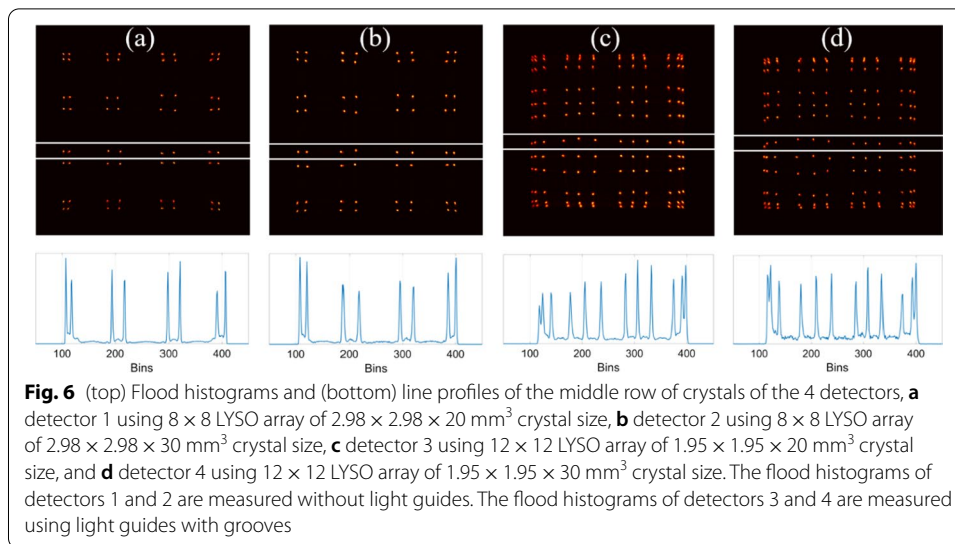 (a) (b) (c) (d)
100 200 300 400 100 200 300 400 100 200 300 400 100 200 300 400
Bins Bins Bins Bins
Fig. 6 (top) Flood histograms and (bottom) line profiles of the middle row of crystals of the 4 detectors, a
detector 1 using 8 × 8 LYSO array of 2.98 × 2.98 × 20 mm³ crystal size, b detector 2 using 8 × 8 LYSO array
of 2.98 × 2.98 × 30 mm³ crystal size, c detector 3 using 12 × 12 LYSO array of 1.95 × 1.95 × 20 mm³ crystal
size, and d detector 4 using 12 × 12 LYSO array of 1.95 × 1.95 × 30 mm³ crystal size. The flood histograms of
detectors 1 and 2 are measured without light guides. The flood histograms of detectors 3 and 4 are measured
using light guides with grooves